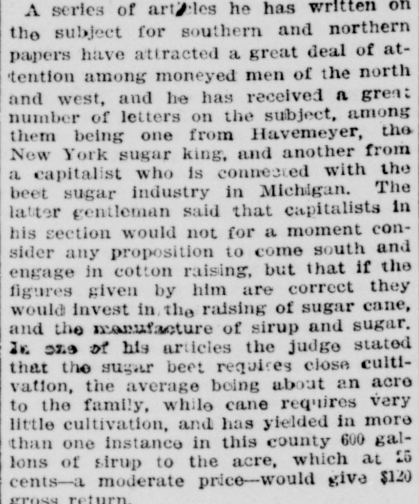 A series of articles he has written on
the subject for southern and northern
papers have attracted a great deal of at-
tention among moneyed men of the north
and west, and he has received a great
number of letters on the subject, among
them being one from Havemeyer, the
New York sugar king, and another from
a capitalist who is connected with the
beet sugar industry in Michigan. The
latter gentleman said that capitalists in
his section would not for a moment con-
sider any proposition to come south and
engage in cotton raising, but that if the
figures given by him are correct they
would invest in the raising of sugar cane,
and the manufacture of sirup and sugar.
In one of his articles the judge stated
that the sugar beet requires close culti-
vation, the average being about an acre
to the family, while cane requires very
little cultivation, and has yielded in more
than one instance in this county 600 gal-
lons of sirup to the acre, which at 25
cents—a moderate price—would give $120
gross return.